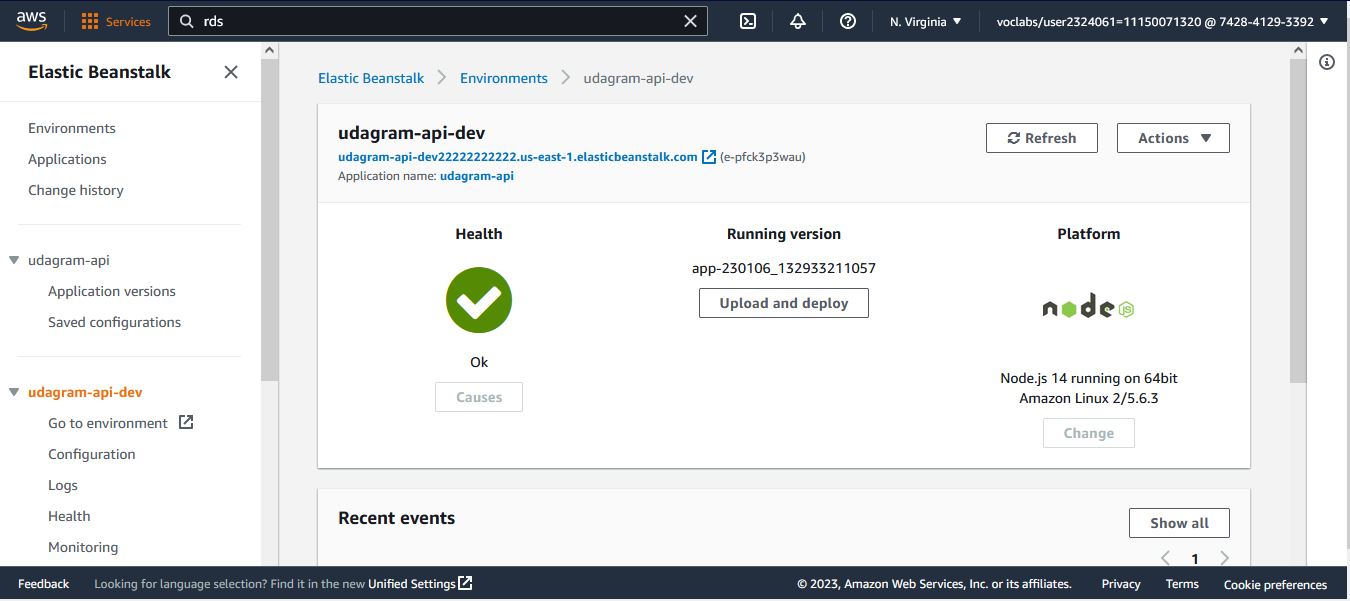 aws
Services
rds
N. Virginia
voclabs/user2324061=11150071320 @ 7428-4129-3392
Elastic Beanstalk
Environments
Applications
Change history
udagram-api
Application versions
Saved configurations
udagram-api-dev
Go to environment
Configuration
Logs
Health
Monitoring
Elastic Beanstalk > Environments > udagram-api-dev
udagram-api-dev
udagram-api-dev22222222222.us-east-1.elasticbeanstalk.com (e-pfck3p3wau)
Application name: udagram-api
Refresh
Actions
Health
Ok
Causes
Running version
app-230106_132933211057
Upload and deploy
Platform
node JS
Node.js 14 running on 64bit
Amazon Linux 2/5.6.3
Change
Recent events
Show all
1
Feedback
Looking for language selection? Find it in the new Unified Settings
© 2023, Amazon Web Services, Inc. or its affiliates.
Privacy
Terms
Cookie preferences